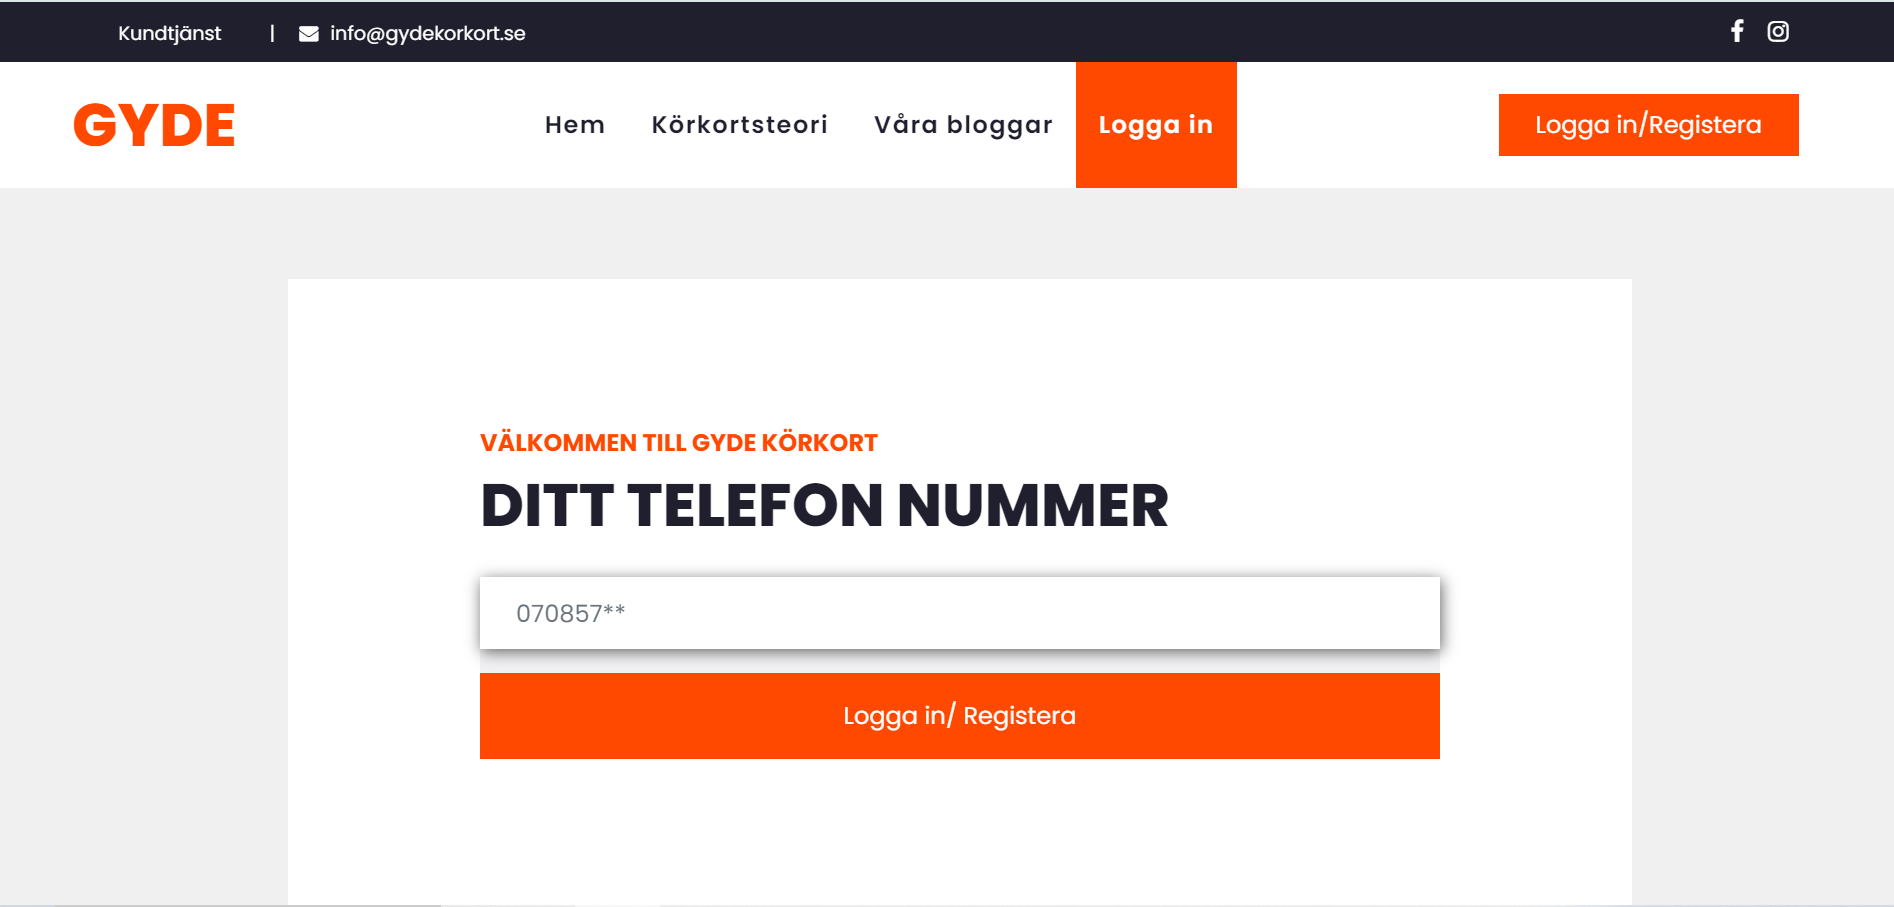 Kundtjänst | info@gydekorkort.se
GYDE Hem Körkortsteori Våra bloggar Logga in Logga in/Registera
VÄLKOMMEN TILL GYDE KÖRKORT
DITT TELEFON NUMMER
070857**
Logga in/ Registera